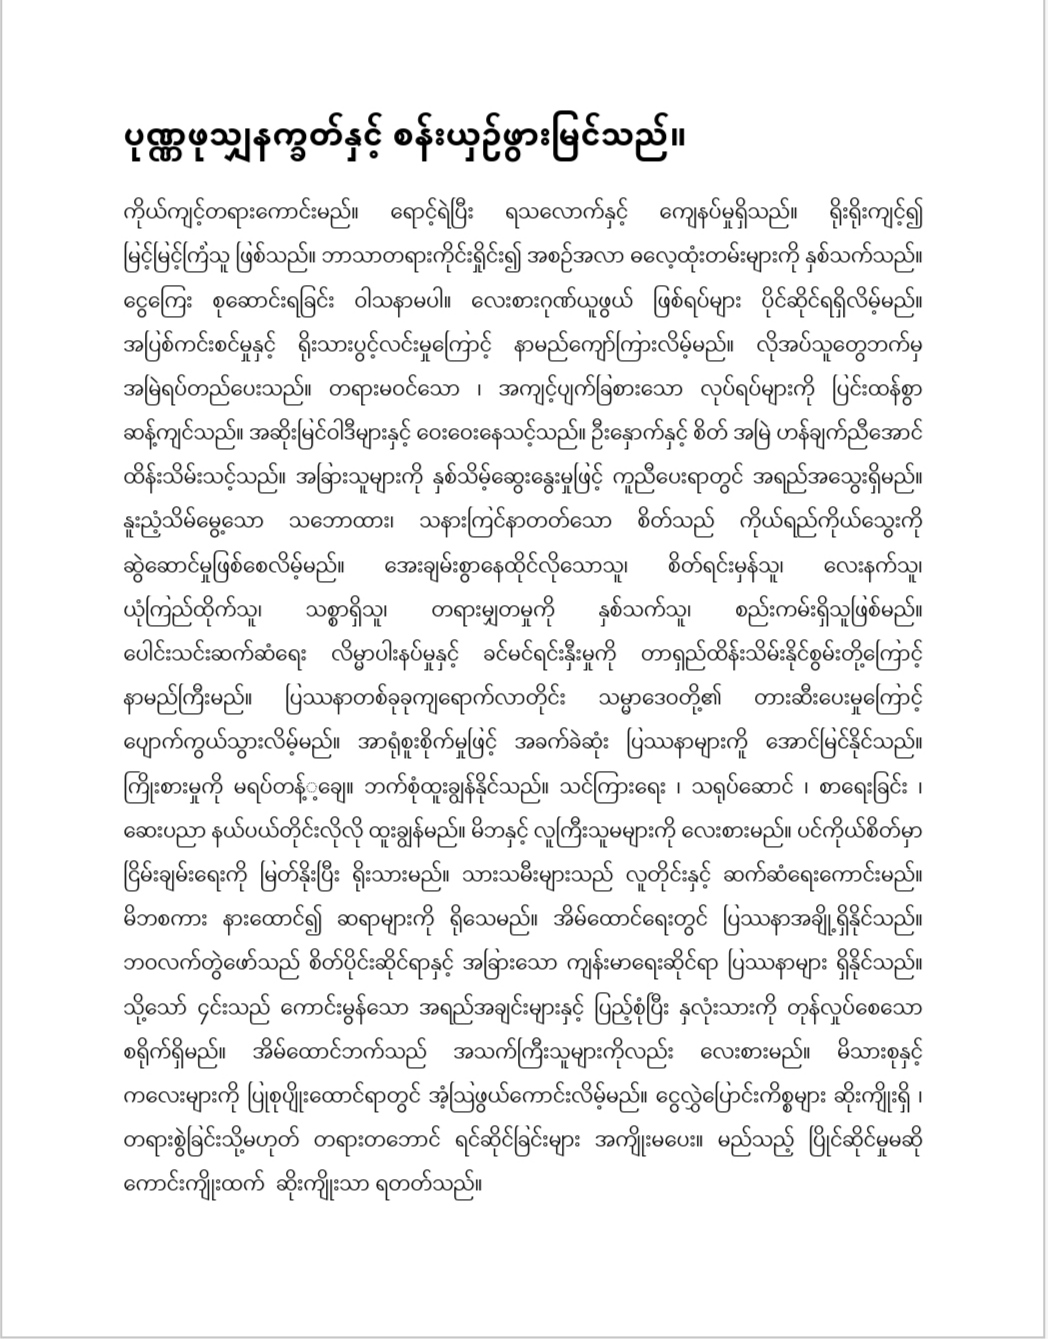 ပုဏ္ဏဖုသျှနက္ခတ်နှင့် စန်းယှဉ်ဖွားမြင်သည်။
ကိုယ်ကျင့်တရားကောင်းမည်။ ရောင့်ရဲပြီး ရသလောက်နှင့် ကျေနပ်မှုရှိသည်။ ရိုးရိုးကျင့်၍
မြင့်မြင့်ကြံသူ ဖြစ်သည်။ ဘာသာတရားကိုင်းရှိုင်း၍ အစဉ်အလာ ဓလေ့ထုံးတမ်းများကို နှစ်သက်သည်။
ငွေကြေး စုဆောင်းရခြင်း ဝါသနာမပါ။ လေးစားဂုဏ်ယူဖွယ် ဖြစ်ရပ်များ ပိုင်ဆိုင်ရရှိလိမ့်မည်။
အပြစ်ကင်းစင်မှုနှင့် ရိုးသားပွင့်လင်းမှုကြောင့် နာမည်ကျော်ကြားလိမ့်မည်။ လိုအပ်သူတွေဘက်မှ
အမြဲရပ်တည်ပေးသည်။ တရားမဝင်သော ၊ အကျင့်ပျက်ခြစားသော လုပ်ရပ်များကို ပြင်းထန်စွာ
ဆန့်ကျင်သည်။ အဆိုးမြင်ဝါဒီများနှင့် ဝေးဝေးနေသင့်သည်။ ဦးနှောက်နှင့် စိတ် အမြဲ ဟန်ချက်ညီအောင်
ထိန်းသိမ်းသင့်သည်။ အခြားသူများကို နှစ်သိမ့်ဆွေးနွေးမှုဖြင့် ကူညီပေးရာတွင် အရည်အသွေးရှိမည်။
နူးညံ့သိမ်မွေ့သော သဘောထား၊ သနားကြင်နာတတ်သော စိတ်သည် ကိုယ်ရည်ကိုယ်သွေးကို
ဆွဲဆောင်မှုဖြစ်စေလိမ့်မည်။ အေးချမ်းစွာနေထိုင်လိုသောသူ၊ စိတ်ရင်းမှန်သူ၊ လေးနက်သူ၊
ယုံကြည်ထိုက်သူ၊ သစ္စာရှိသူ၊ တရားမျှတမှုကို နှစ်သက်သူ၊ စည်းကမ်းရှိသူဖြစ်မည်။
ပေါင်းသင်းဆက်ဆံရေး လိမ္မာပါးနပ်မှုနှင့် ခင်မင်ရင်းနှီးမှုကို တာရှည်ထိန်းသိမ်းနိုင်စွမ်းတို့ကြောင့်
နာမည်ကြီးမည်။ ပြဿနာတစ်ခုခုကျရောက်လာတိုင်း သမ္မာဒေဝတို့၏ တားဆီးပေးမှုကြောင့်
ပျောက်ကွယ်သွားလိမ့်မည်။ အာရုံစူးစိုက်မှုဖြင့် အခက်ခဲဆုံး ပြဿနာများကို အောင်မြင်နိုင်သည်။
ကြိုးစားမှုကို မရပ်တန့့်ချေ။ ဘက်စုံထူးချွန်နိုင်သည်။ သင်ကြားရေး ၊ သရုပ်ဆောင် ၊ စာရေးခြင်း ၊
ဆေးပညာ နယ်ပယ်တိုင်းလိုလို ထူးချွန်မည်။ မိဘနှင့် လူကြီးသူမများကို လေးစားမည်။ ပင်ကိုယ်စိတ်မှာ
ငြိမ်းချမ်းရေးကို မြတ်နိုးပြီး ရိုးသားမည်။ သားသမီးများသည် လူတိုင်းနှင့် ဆက်ဆံရေးကောင်းမည်။
မိဘစကား နားထောင်၍ ဆရာများကို ရိုသေမည်။ အိမ်ထောင်ရေးတွင် ပြဿနာအချို့ရှိနိုင်သည်။
ဘဝလက်တွဲဖော်သည် စိတ်ပိုင်းဆိုင်ရာနှင့် အခြားသော ကျန်းမာရေးဆိုင်ရာ ပြဿနာများ ရှိနိုင်သည်။
သို့သော် ၄င်းသည် ကောင်းမွန်သော အရည်အချင်းများနှင့် ပြည့်စုံပြီး နှလုံးသားကို တုန်လှုပ်စေသော
စရိုက်ရှိမည်။ အိမ်ထောင်ဘက်သည် အသက်ကြီးသူများကိုလည်း လေးစားမည်။ မိသားစုနှင့်
ကလေးများကို ပြုစုပျိုးထောင်ရာတွင် အံ့ဩဖွယ်ကောင်းလိမ့်မည်။ ငွေလွှဲပြောင်းကိစ္စများ ဆိုးကျိုးရှိ ၊
တရားစွဲခြင်းသို့မဟုတ် တရားတဘောင် ရင်ဆိုင်ခြင်းများ အကျိုးမပေး။ မည်သည့် ပြိုင်ဆိုင်မှုမဆို
ကောင်းကျိုးထက် ဆိုးကျိုးသာ ရတတ်သည်။